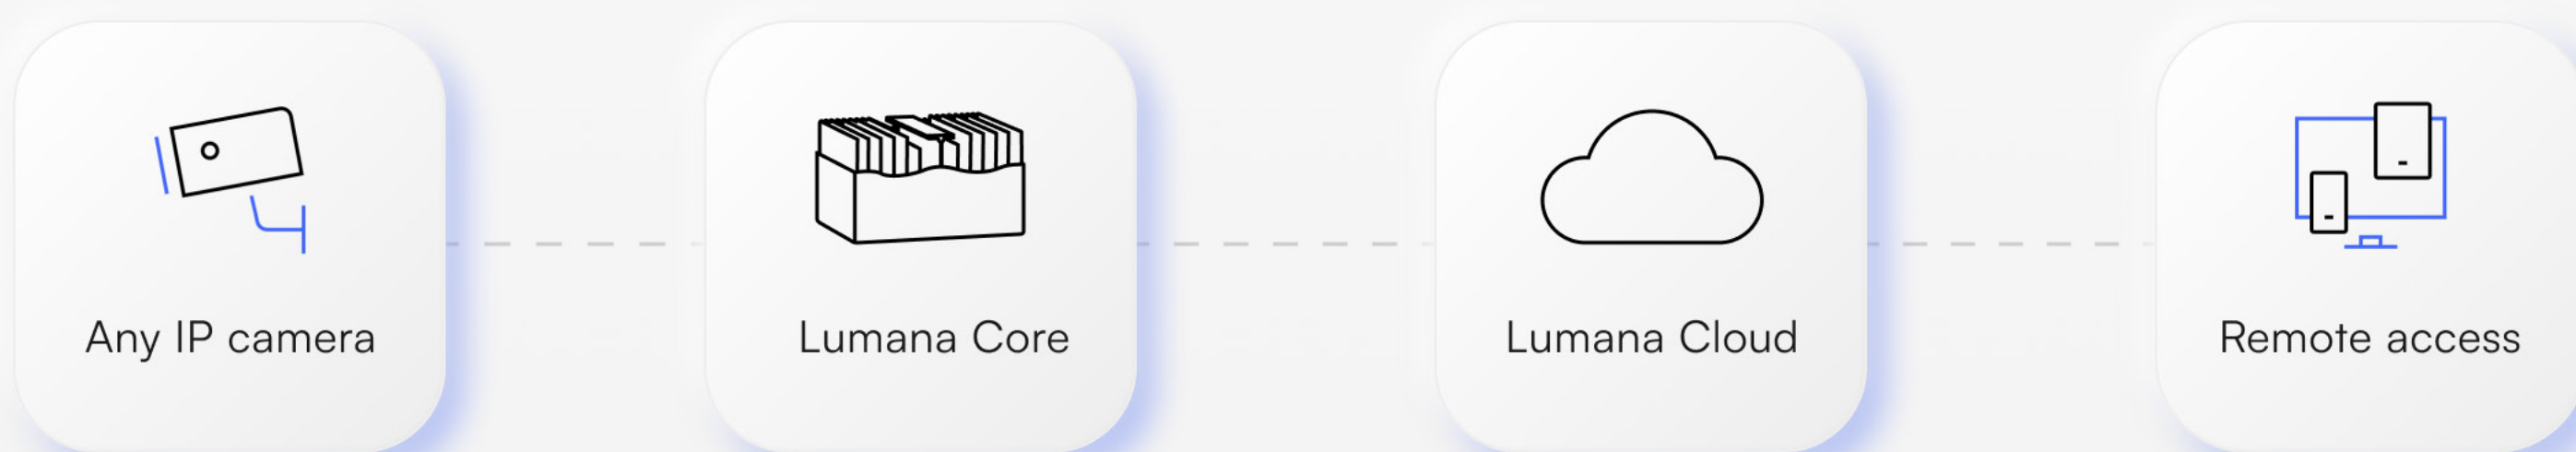 Any IP camera
Lumana Core
Lumana Cloud
Remote access